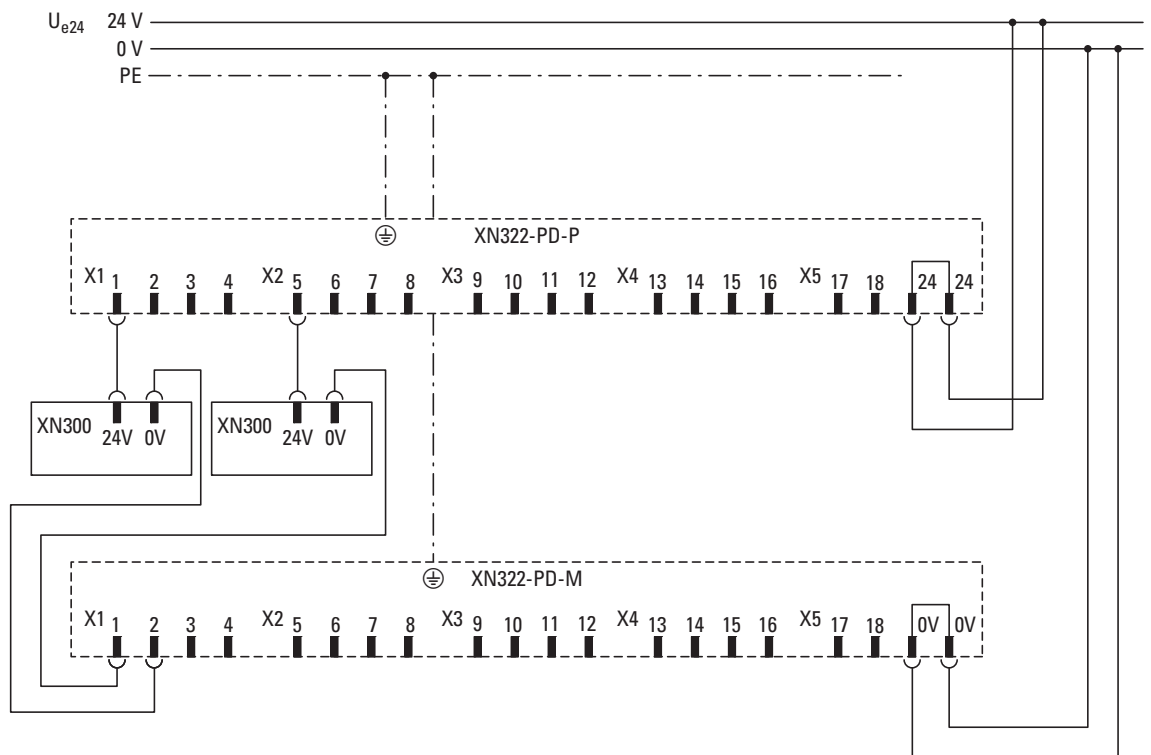 Ue24 24 V
0 V
PE
XN322-PD-P
X1 1 2 3 4 X2 5 6 7 8 X3 9 10 11 12 X4 13 14 15 16 X5 17 18 24 24
XN300 24V 0V XN300 24V 0V
XN322-PD-M
X1 1 2 3 4 X2 5 6 7 8 X3 9 10 11 12 X4 13 14 15 16 X5 17 18 0V 0V